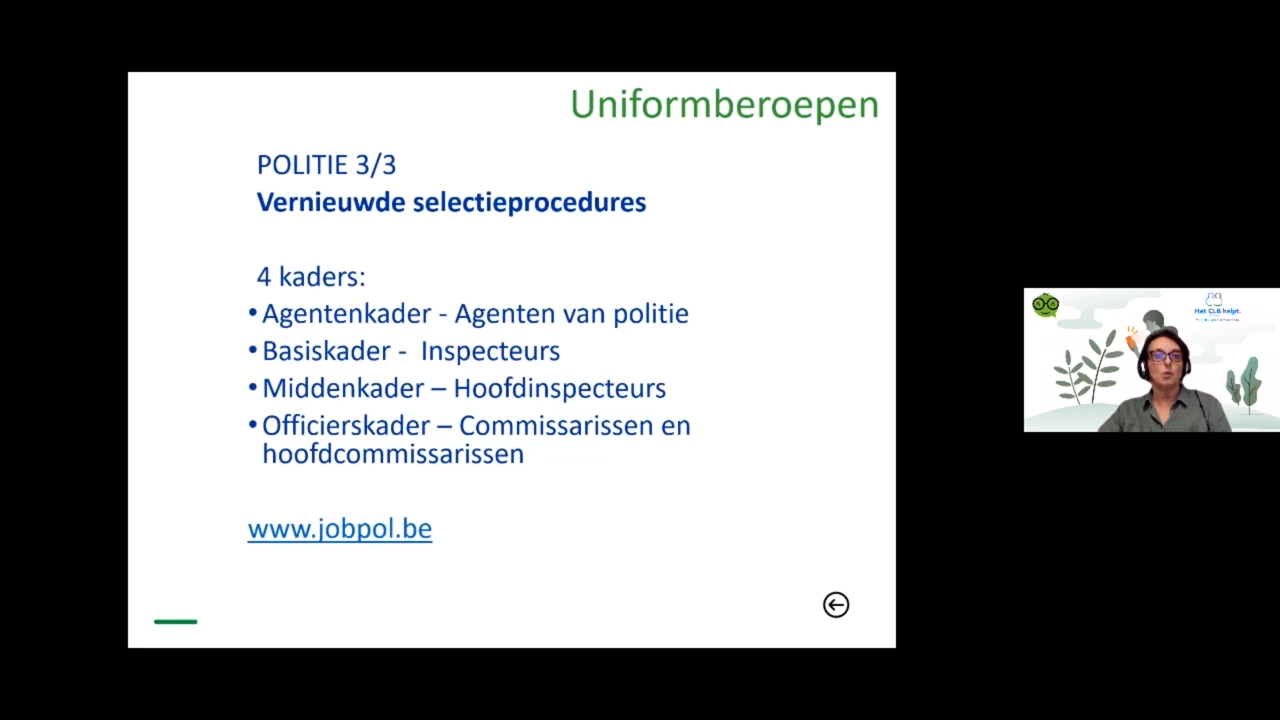 Uniformberoepen
POLITIE 3/3
Vernieuwde selectieprocedures
4 kaders:
•Agentenkader - Agenten van politie
•Basiskader - Inspecteurs
•Middenkader – Hoofdinspecteurs
•Officierskader – Commissarissen en
hoofdcommissarissen
www.jobpol.be
Het CLB helpt.